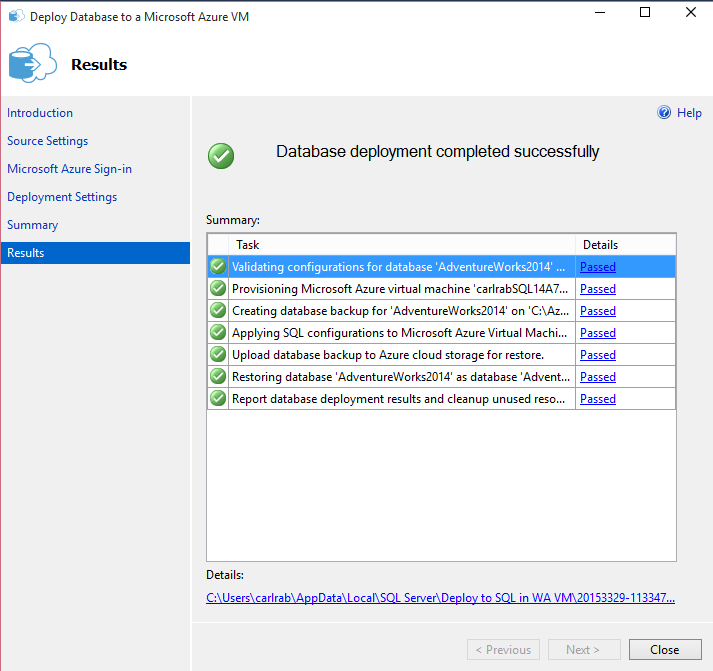 Deploy Database to a Microsoft Azure VM
Results
Introduction
Source Settings
Microsoft Azure Sign-in
Deployment Settings
Summary
Results
Help
Database deployment completed successfully
Summary:
Task Details
Validating configurations for database 'AdventureWorks2014' ... Passed
Provisioning Microsoft Azure virtual machine 'carlrabSQL14A7... Passed
Creating database backup for 'AdventureWorks2014' on 'C:\Az... Passed
Applying SQL configurations to Microsoft Azure Virtual Machi... Passed
Upload database backup to Azure cloud storage for restore. Passed
Restoring database 'AdventureWorks2014' as database 'Advent... Passed
Report database deployment results and cleanup unused reso... Passed
Details:
C:\Users\carlrab\AppData\Local\SQL Server\Deploy to SQL in WA VM\20153329-113347...
< Previous Next > Close